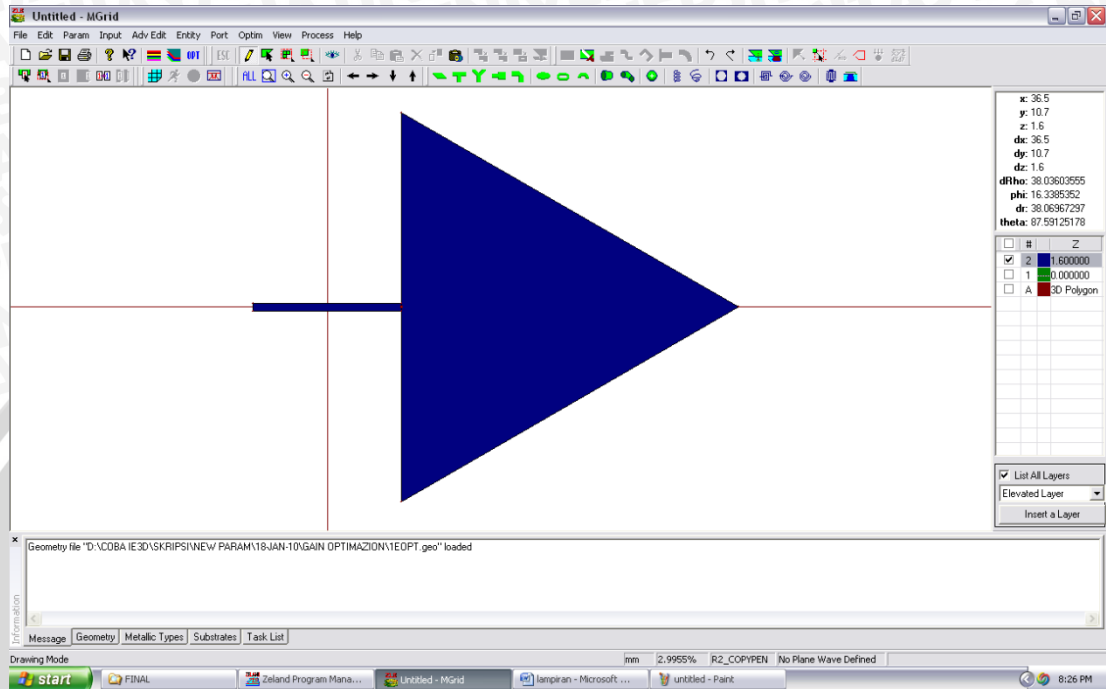 Untitled - MGrid
File Edit Param Input Adv Edit Entity Port Optim View Process Help
OPT ESC
ALL
x: 36.5
y: 10.7
z: 1.6
dx: 36.5
dy: 10.7
dz: 1.6
dRho: 38.03603555
phi: 16.3385352
dr: 38.06967297
theta: 87.59125178
# Z
2 1.600000
1 0.000000
A 3D Polygon
List All Layers
Elevated Layer
Insert a Layer
Geometry file "D:\COBA IE3D\SKRIPSI\NEW PARAM\18-JAN-10\GAIN OPTIMAZION\1EOPT.geo" loaded
Information
Message Geometry Metallic Types Substrates Task List
Drawing Mode mm 2.9955% R2_COPYPEN No Plane Wave Defined
start FINAL Zeland Program Mana... Untitled - MGrid lampiran - Microsoft ... untitled - Paint 8:26 PM